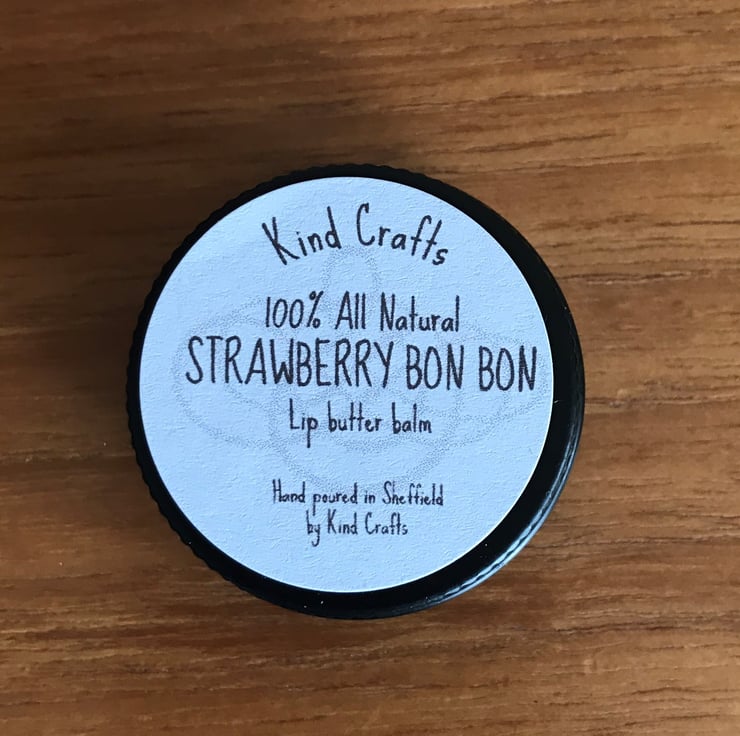 Kind Crafts
100% All Natural
STRAWBERRY BON BON
Lip butter balm
Hand poured in Sheffield
by Kind Crafts